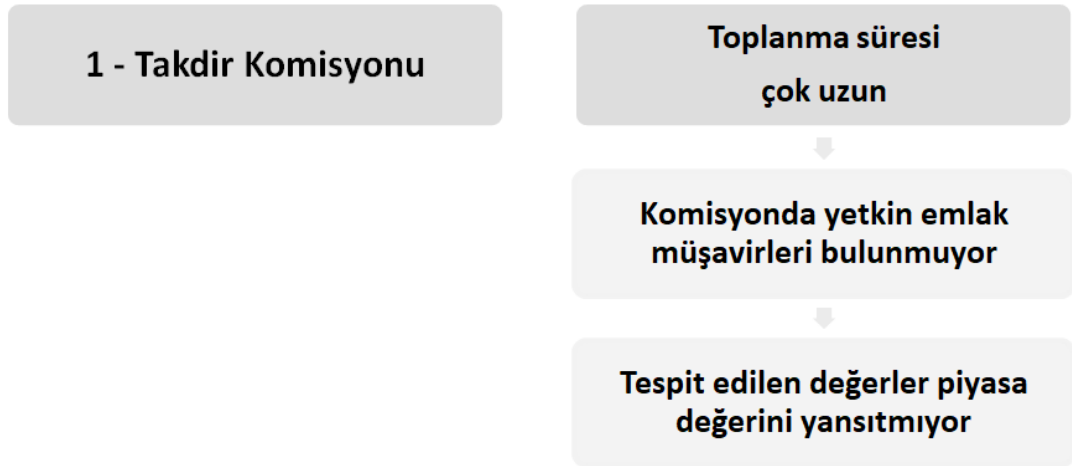 1 - Takdir Komisyonu
Toplanma süresi
çok uzun
Komisyonda yetkin emlak
müşavirleri bulunmuyor
Tespit edilen değerler piyasa
değerini yansıtmıyor